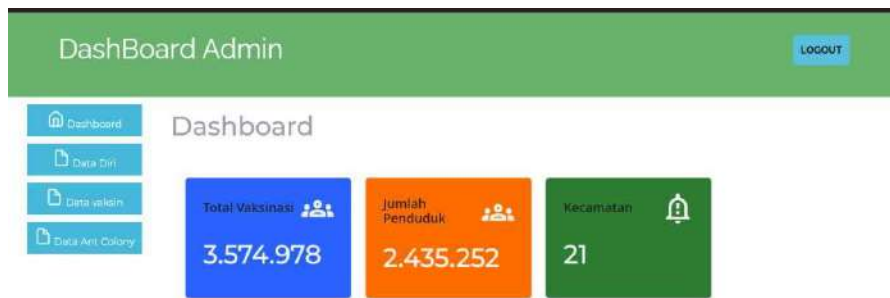 DashBoard Admin
LOGOUT
Dashboard
Data Diri
Data vaksin
Data Ant Colony
Dashboard
Total Vaksinasi
3.574.978
Jumlah
Penduduk
2.435.252
Kecamatan
21